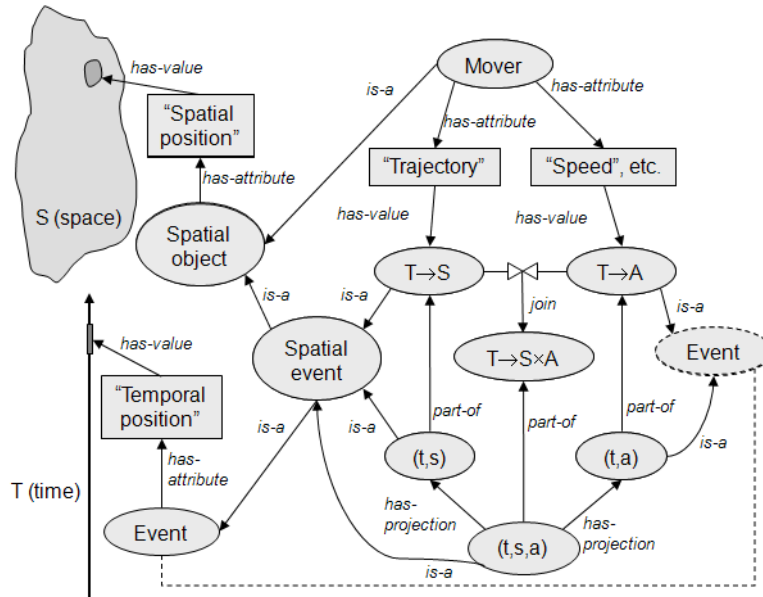 Mover
has-value
is-a
has-attribute
"Spatial
position"
has-attribute
"Trajectory"
"Speed", etc.
has-attribute
S (space)
has-value
has-value
Spatial
object
T→S
T→A
is-a
is-a
join
is-a
has-value
Spatial
event
T→S×A
Event
"Temporal
position"
is-a
is-a
part-of
part-of
part-of
is-a
(t,s)
(t,a)
has-
attribute
T (time)
Event
has-
projection
(t,s,a)
has-
projection
is-a